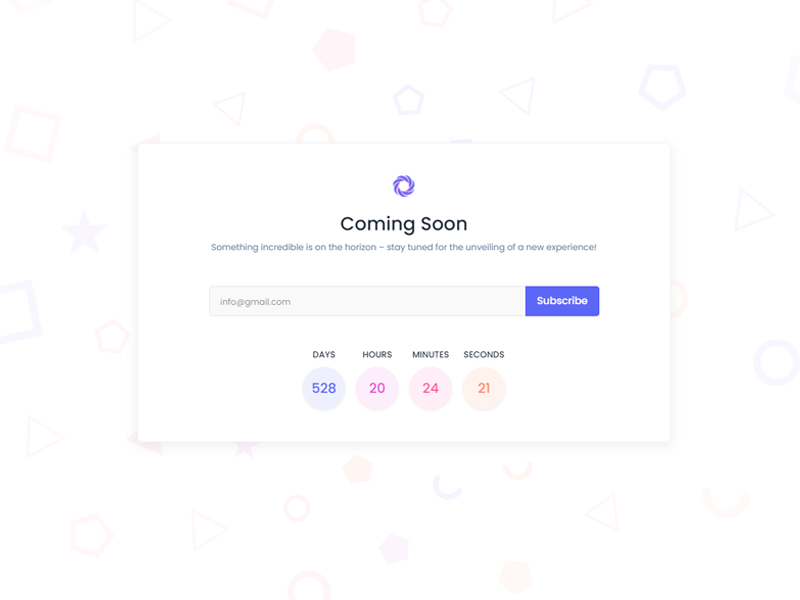 Coming Soon
Something incredible is on the horizon – stay tuned for the unveiling of a new experience!
info@gmail.com Subscribe
DAYS HOURS MINUTES SECONDS
528 20 24 21